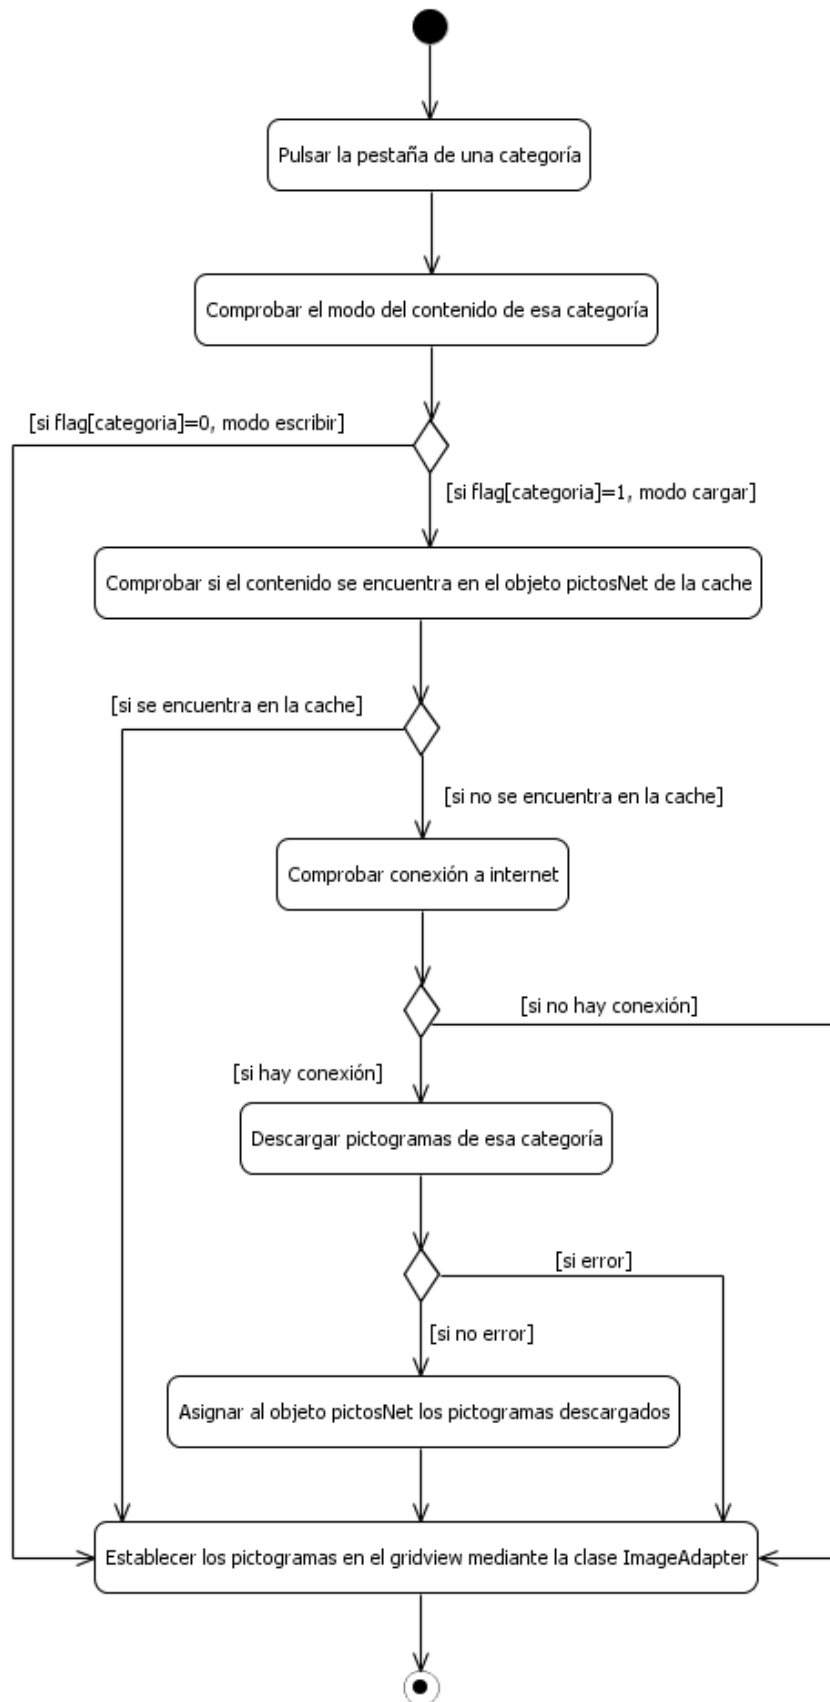 Pulsar la pestaña de una categoría
Comprobar el modo del contenido de esa categoría
[si flag[categoria]=0, modo escribir]
[si flag[categoria]=1, modo cargar]
Comprobar si el contenido se encuentra en el objeto pictosNet de la cache
[si se encuentra en la cache]
[si no se encuentra en la cache]
Comprobar conexión a internet
[si no hay conexión]
[si hay conexión]
Descargar pictogramas de esa categoría
[si error]
[si no error]
Asignar al objeto pictosNet los pictogramas descargados
Establecer los pictogramas en el gridview mediante la clase ImageAdapter